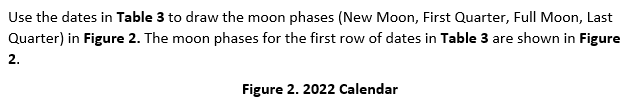 Use the dates in Table 3 to draw the moon phases (New Moon, First Quarter, Full Moon, Last
Quarter) in Figure 2. The moon phases for the first row of dates in Table 3 are shown in Figure
2.
Figure 2. 2022 Calendar